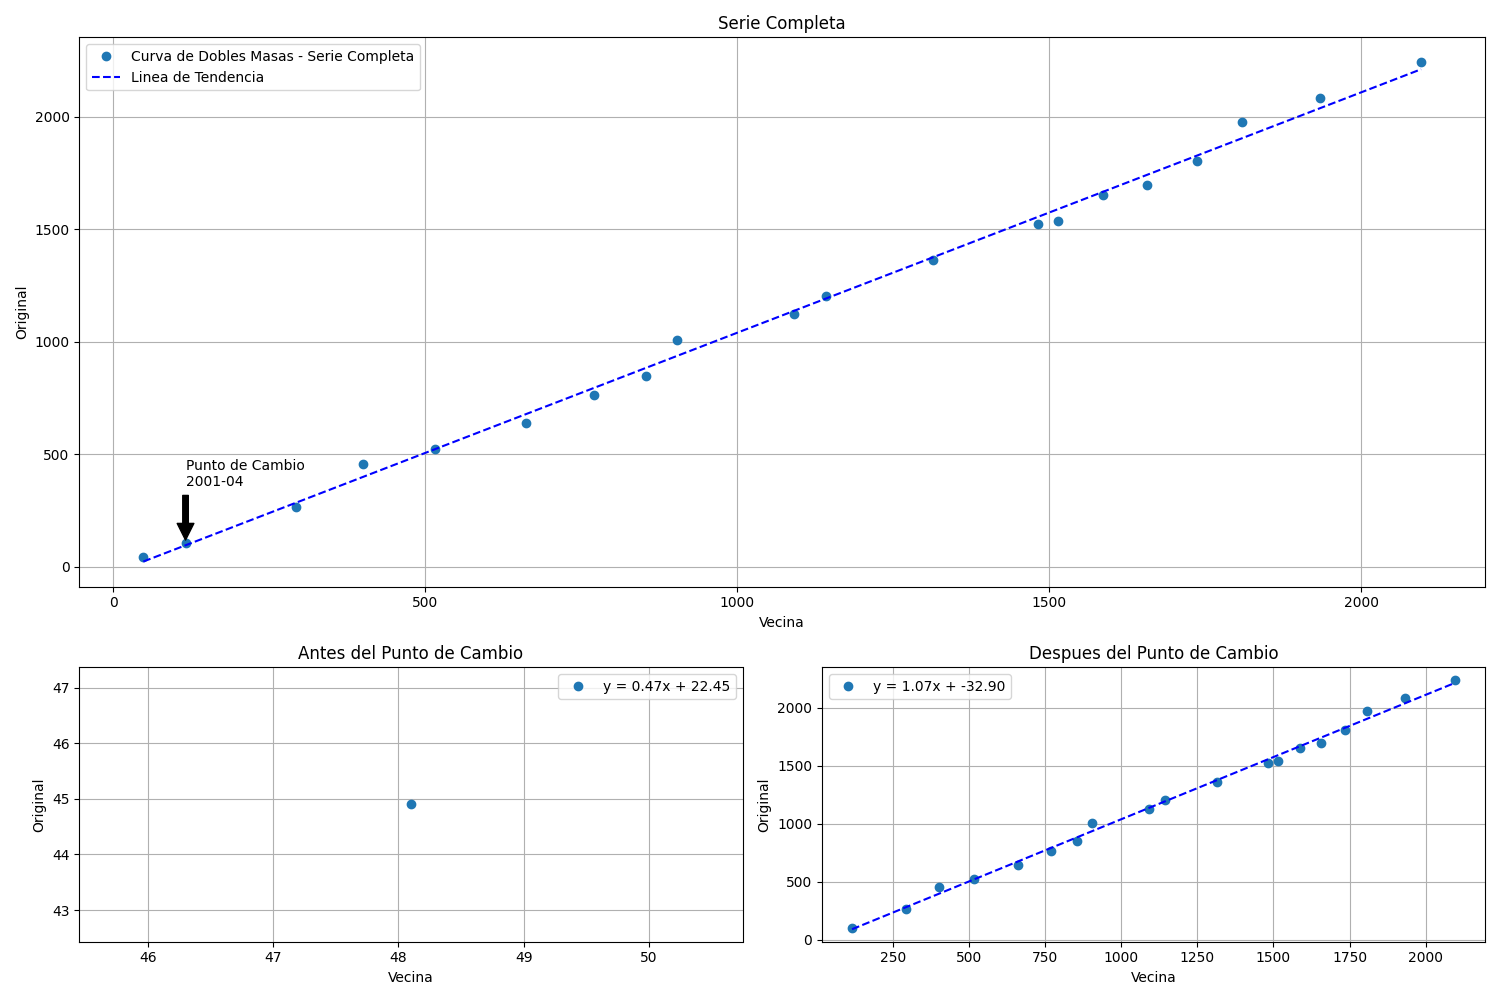 Serie Completa
Curva de Dobles Masas - Serie Completa
Linea de Tendencia
2000
1500
1000
500
0
Original
Punto de Cambio
2001-04
0 500 1000 1500 2000
Vecina
Antes del Punto de Cambio
y = 0.47x + 22.45
47
46
45
44
43
Original
46 47 48 49 50
Vecina
Despues del Punto de Cambio
y = 1.07x + -32.90
2000
1500
1000
500
0
Original
250 500 750 1000 1250 1500 1750 2000
Vecina